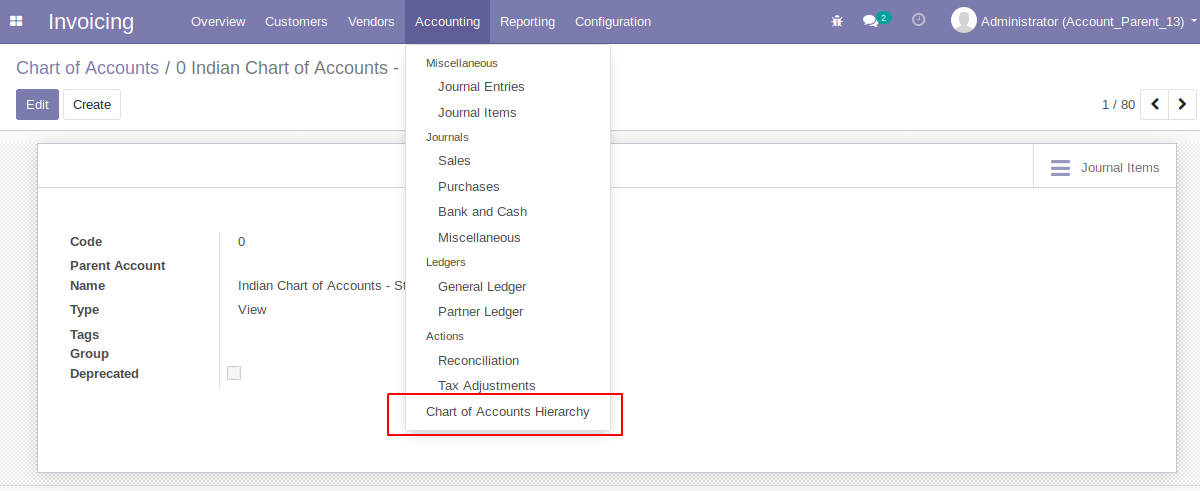 Invoicing Overview Customers Vendors Accounting Reporting Configuration 2 Administrator (Account_Parent_13)
Chart of Accounts / 0 Indian Chart of Accounts -
Edit Create 1 / 80
Miscellaneous
Journal Entries
Journal Items
Journals
Sales
Purchases
Bank and Cash
Miscellaneous
Ledgers
General Ledger
Partner Ledger
Actions
Reconciliation
Tax Adjustments
Chart of Accounts Hierarchy
Journal Items
Code 0
Parent Account
Name Indian Chart of Accounts - St
Type View
Tags
Group
Deprecated